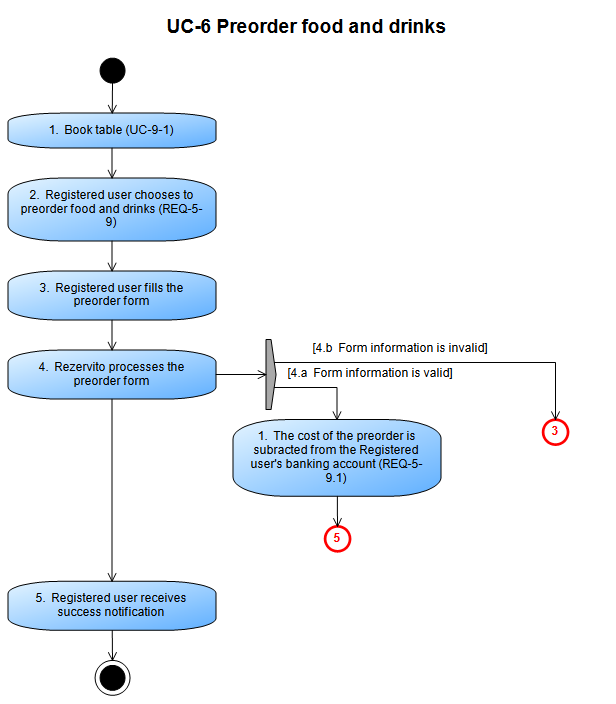 UC-6 Preorder food and drinks
1. Book table (UC-9-1)
2. Registered user chooses to
preorder food and drinks (REQ-5-
9)
3. Registered user fills the
preorder form
4. Rezervito processes the
preorder form
[4.b Form information is invalid]
[4.a Form information is valid]
3
1. The cost of the preorder is
subracted from the Registered
user's banking account (REQ-5-
9.1)
5
5. Registered user receives
success notification